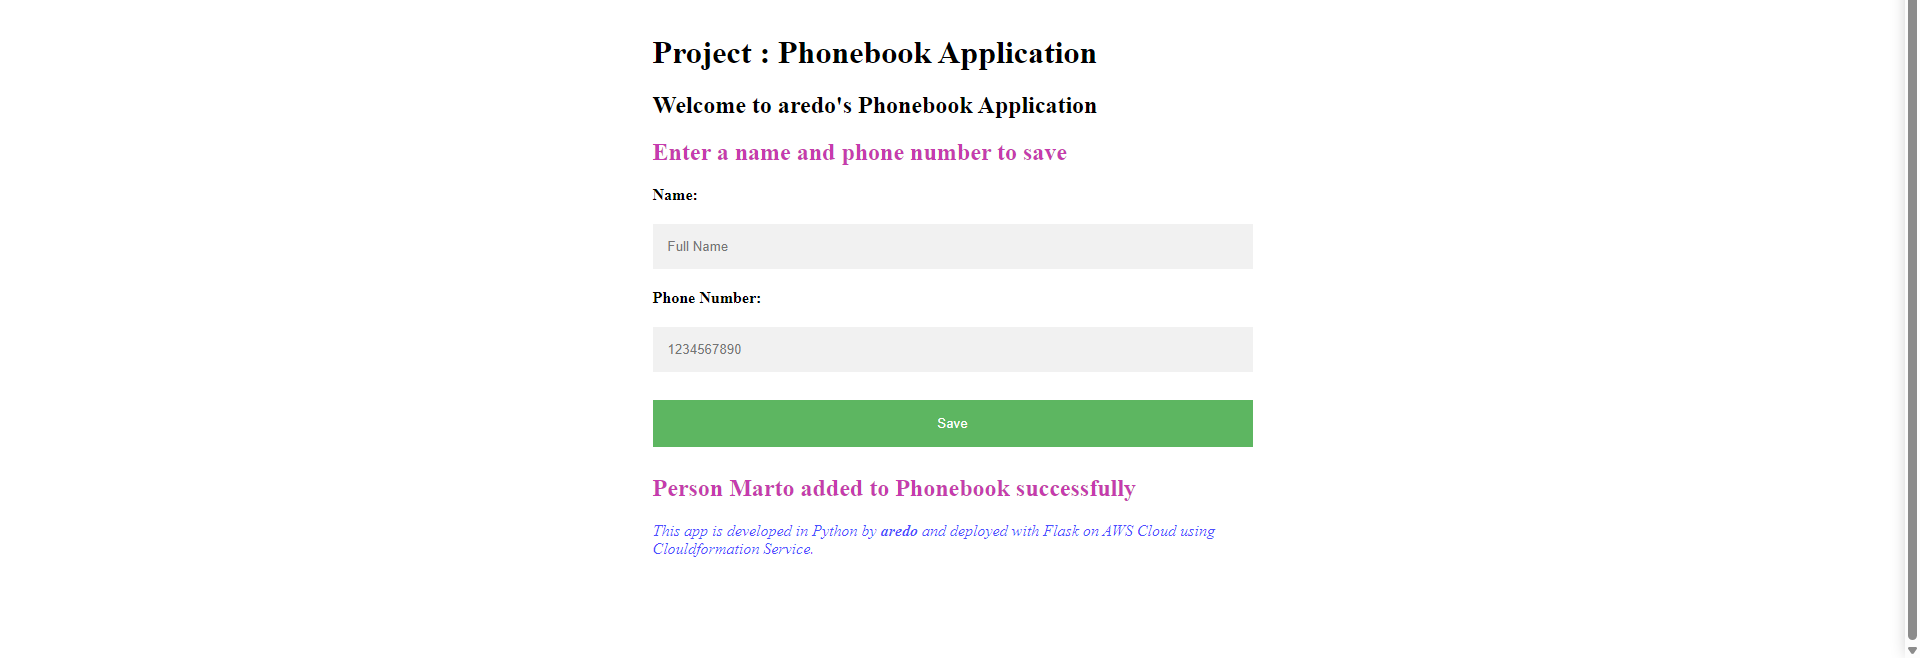 Project : Phonebook Application
Welcome to aredo's Phonebook Application
Enter a name and phone number to save
Name:
Full Name
Phone Number:
1234567890
Save
Person Marto added to Phonebook successfully
This app is developed in Python by aredo and deployed with Flask on AWS Cloud using
Clouldformation Service.